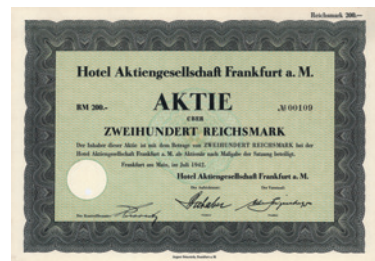 Reichsmark 200.—
Hotel Aktiengesellschaft Frankfurt a. M.
RM 200.- AKTIE № 00109
ÜBER
ZWEIHUNDERT REICHSMARK
Der Inhaber dieser Aktie ist mit dem Betrage von ZWEIHUNDERT REICHSMARK bei der
Hotel Aktiengesellschaft Frankfurt a. M. als Aktionär nach Maßgabe der Satzung beteiligt.
Frankfurt am Main, im Juli 1942.
Hotel Aktiengesellschaft Frankfurt a. M.
Der Aufsichtsrat: Der Vorstand:
Der Kontrollbeamte: